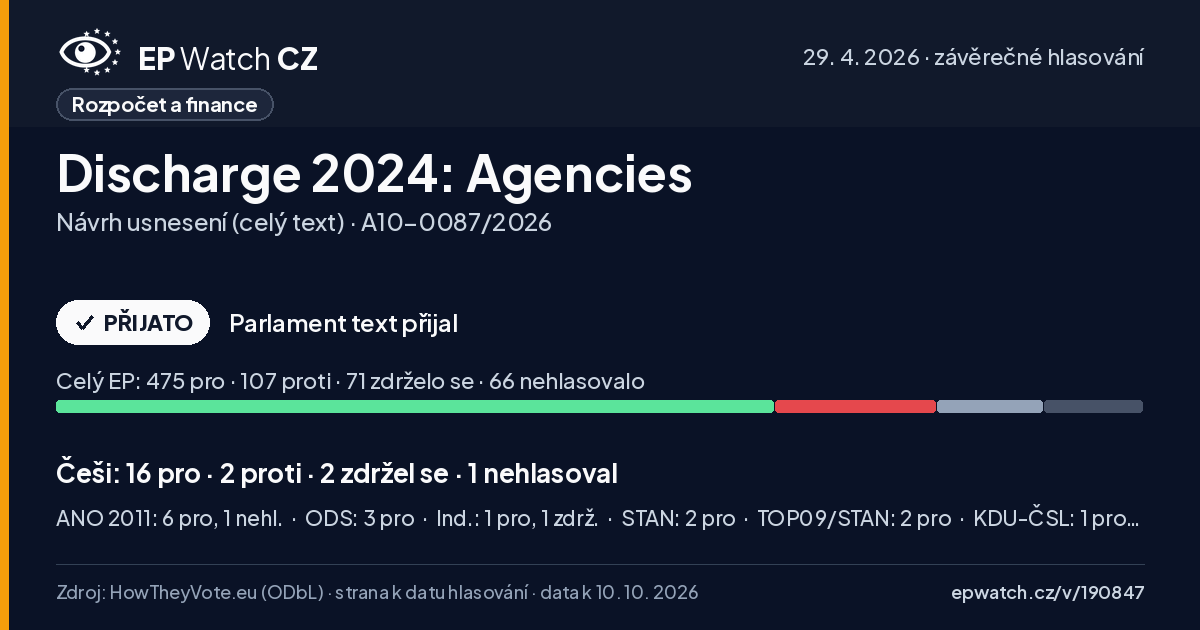 EP Watch CZ
29. 4. 2026 · závěrečné hlasování
Rozpočet a finance
Discharge 2024: Agencies
Návrh usnesení (celý text) · A10–0087/2026
✓ PŘIJATO
Parlament text přijal
Celý EP: 475 pro · 107 proti · 71 zdrželo se · 66 nehlasovalo
Češi: 16 pro · 2 proti · 2 zdržel se · 1 nehlasoval
ANO 2011: 6 pro, 1 nehl. · ODS: 3 pro · Ind.: 1 pro, 1 zdrž. · STAN: 2 pro · TOP09/STAN: 2 pro · KDU-ČSL: 1 pro…
Zdroj: HowTheyVote.eu (ODbL) · strana k datu hlasování · data k 10. 10. 2026
epwatch.cz/v/190847